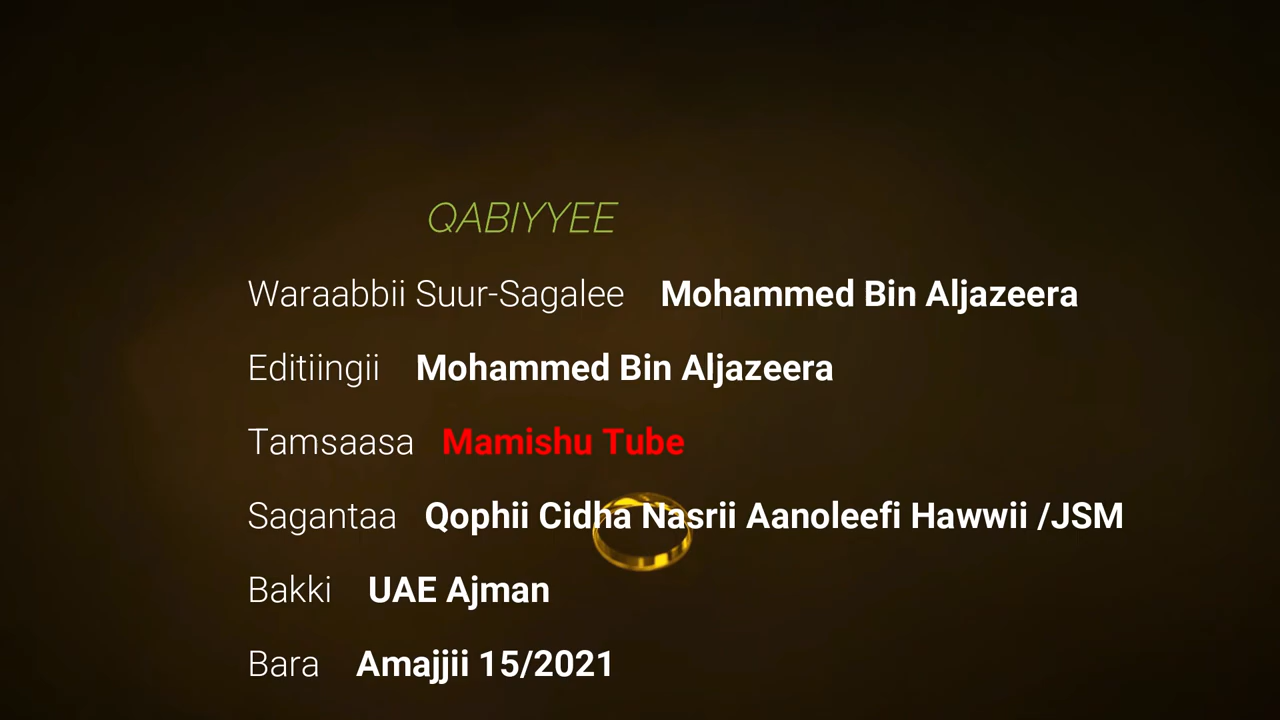 QABIYYEE
Waraabbii Suur-Sagalee Mohammed Bin Aljazeera
Editiingii Mohammed Bin Aljazeera
Tamsaasa Mamishu Tube
Sagantaa Qophii Cidha Nasrii Aanoleefi Hawwii /JSM
Bakki UAE Ajman
Bara Amajjii 15/2021